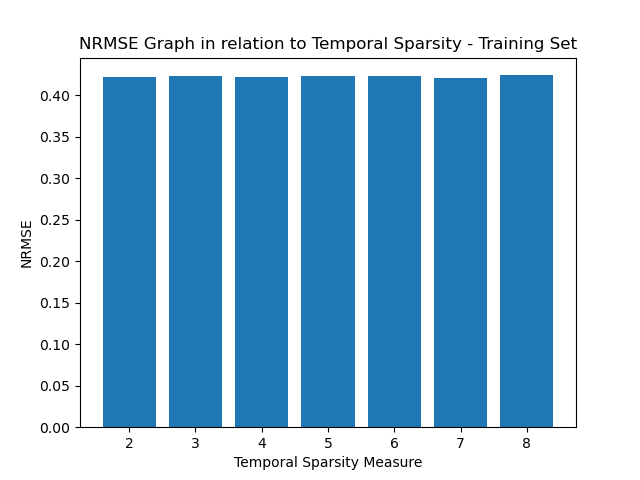 NRMSE Graph in relation to Temporal Sparsity - Training Set
0.40
0.35
0.30
0.25
0.20
0.15
0.10
0.05
0.00
NRMSE
2 3 4 5 6 7 8
Temporal Sparsity Measure